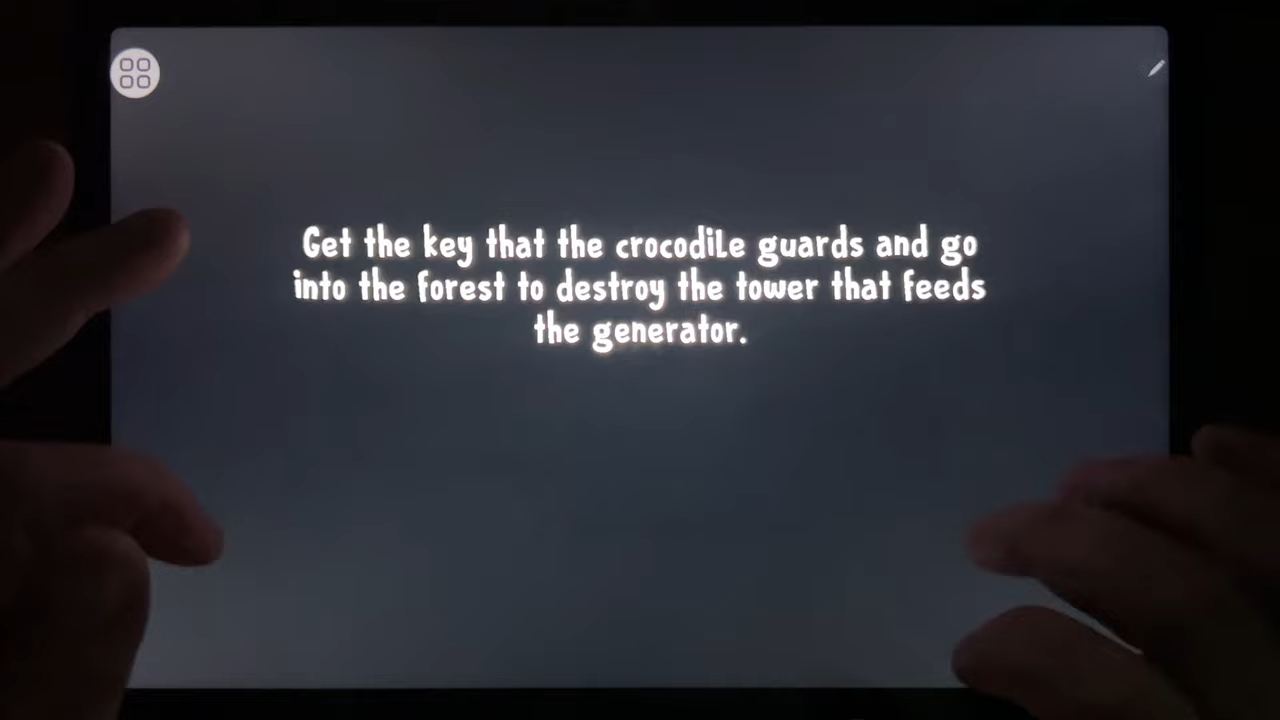 Get the key that the crocodile guards and go
into the forest to destroy the tower that feeds
the generator.